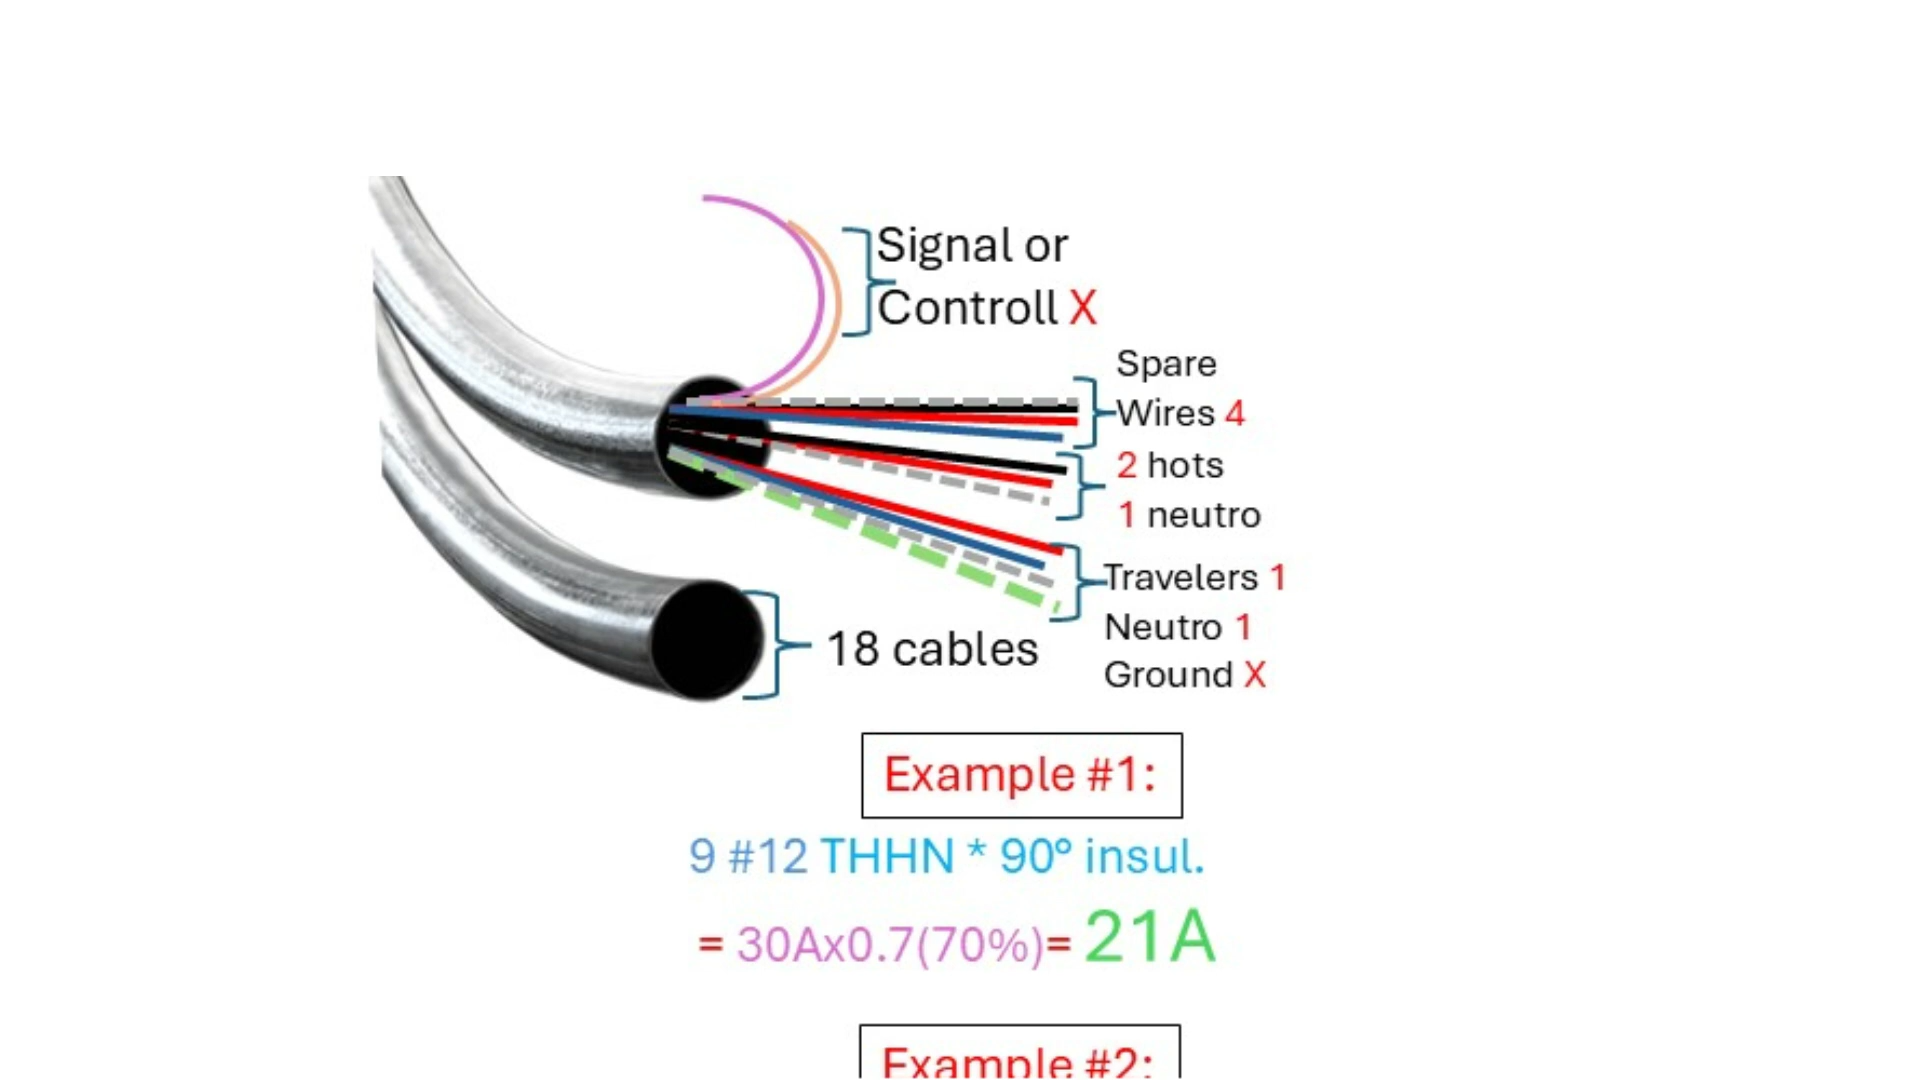 Signal or
Controll X
Spare
Wires 4
2 hots
1 neutro
Travelers 1
Neutro 1
Ground X
18 cables
Example #1:
9 #12 THHN * 90º insul.
= 30Ax0.7(70%)= 21A
Example #2: